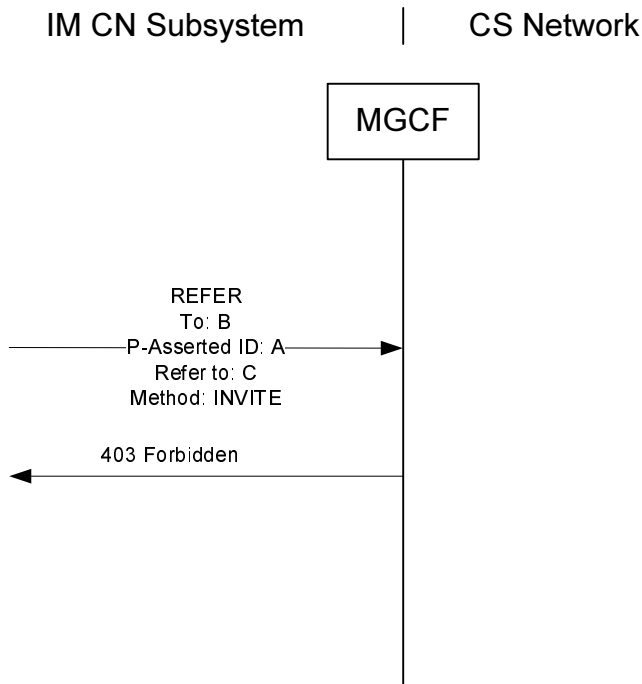 IM CN Subsystem | CS Network
MGCF
REFER
To: B
P-Asserted ID: A
Refer to: C
Method: INVITE
403 Forbidden